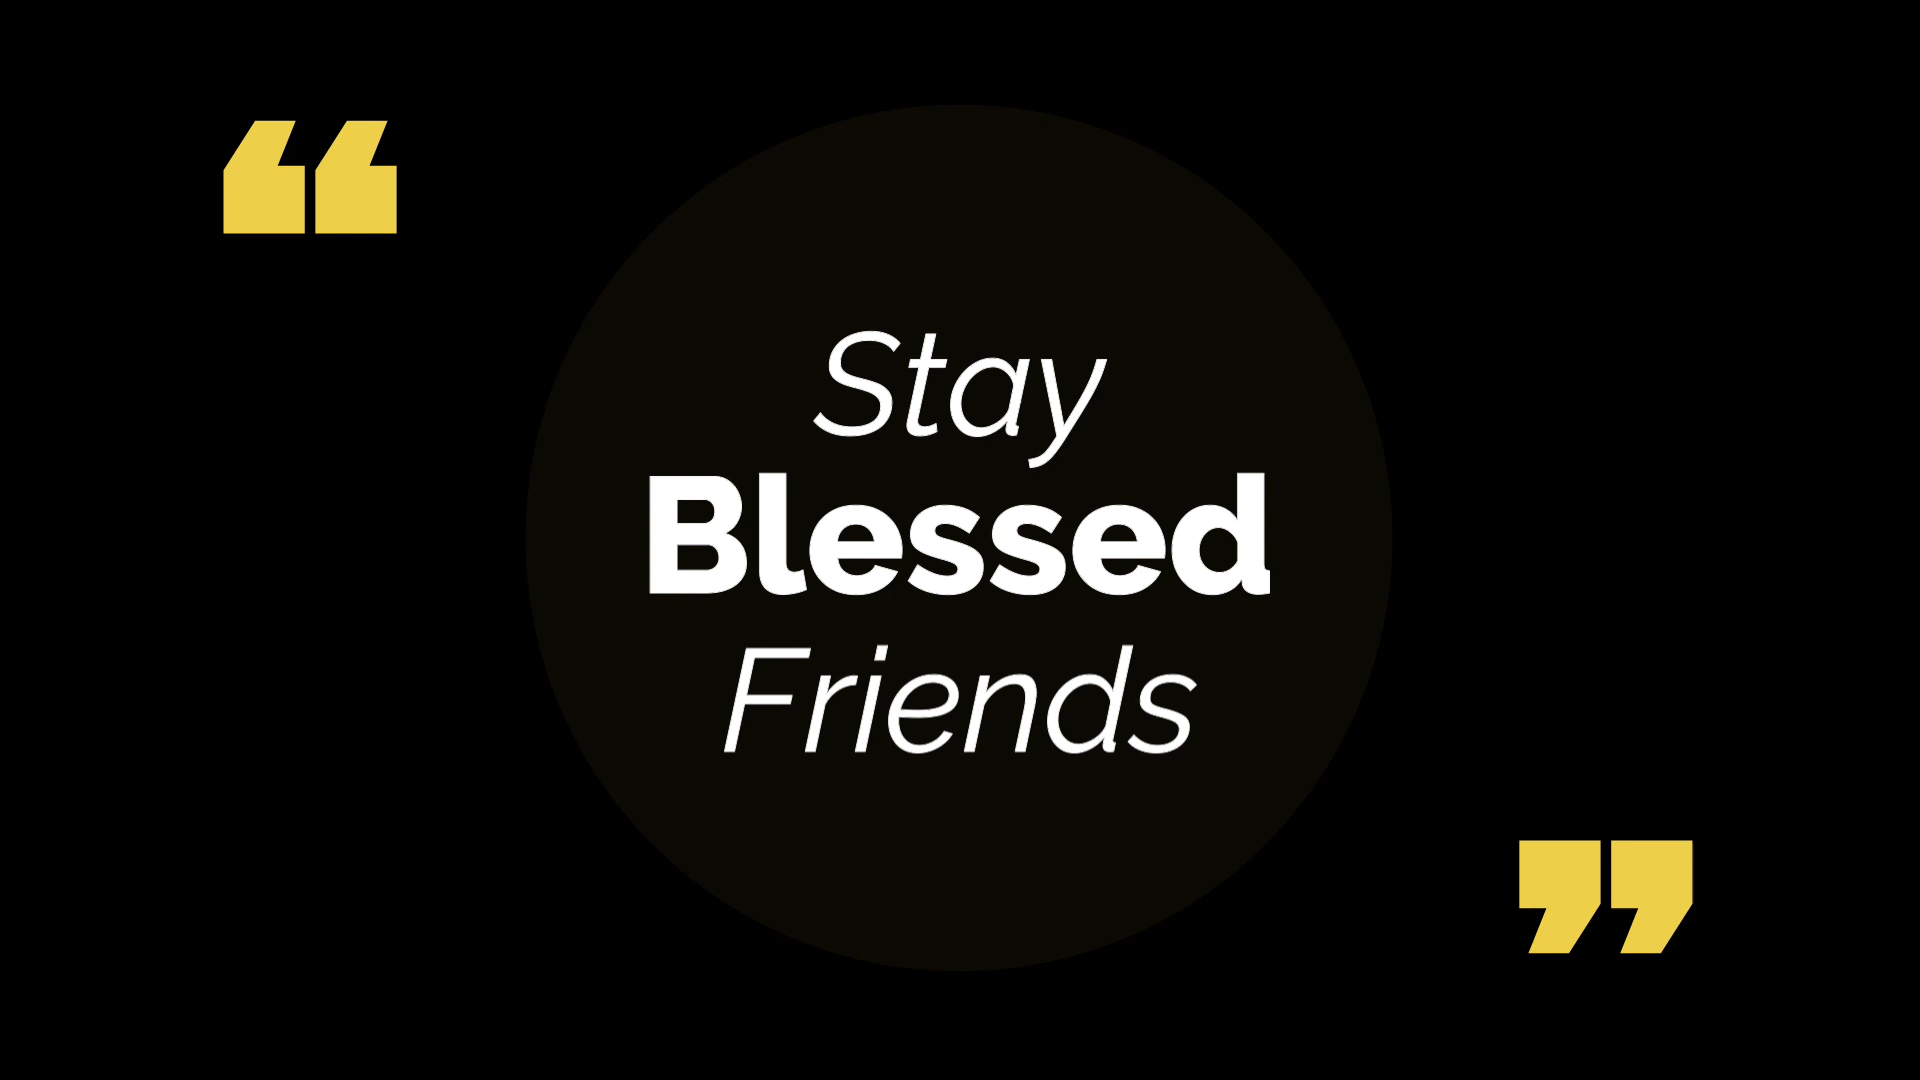 “
Stay
Blessed
Friends
”